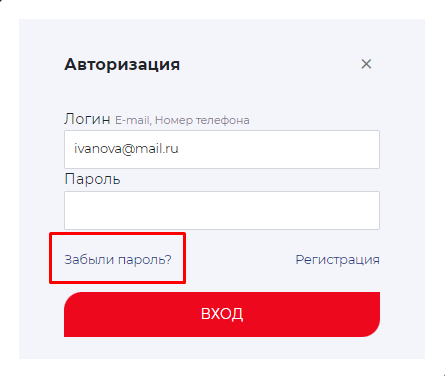 Авторизация ×
Логин E-mail, Номер телефона
ivanova@mail.ru
Пароль
Забыли пароль? Регистрация
ВХОД